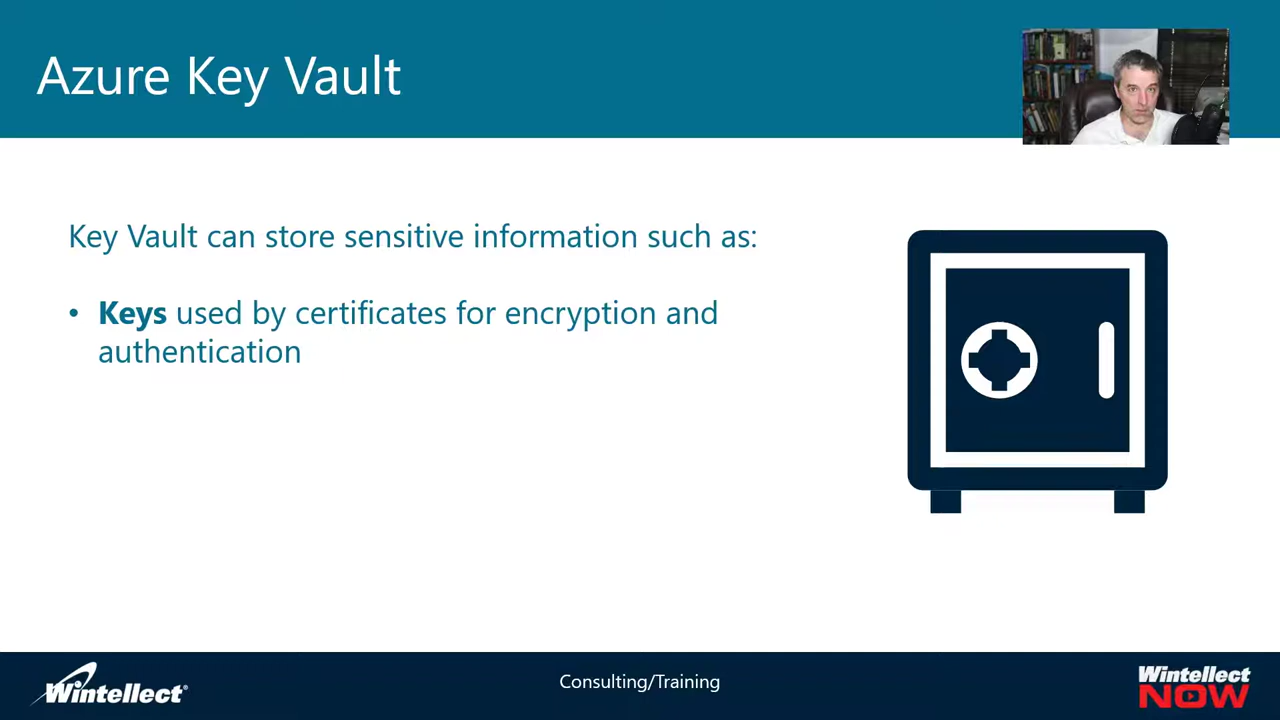 Azure Key Vault
Key Vault can store sensitive information such as:
• Keys used by certificates for encryption and
authentication
Wintellect
Consulting/Training
Wintellect
NOW